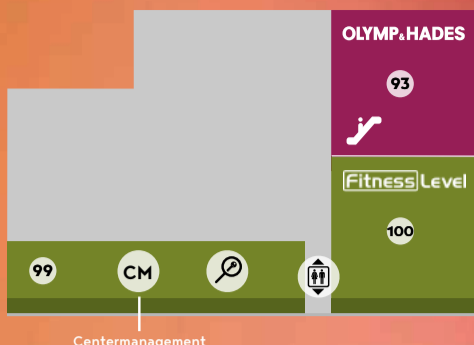 OLYMP&HADES
93
Fitness Level
100
99
CM
Centermanagement